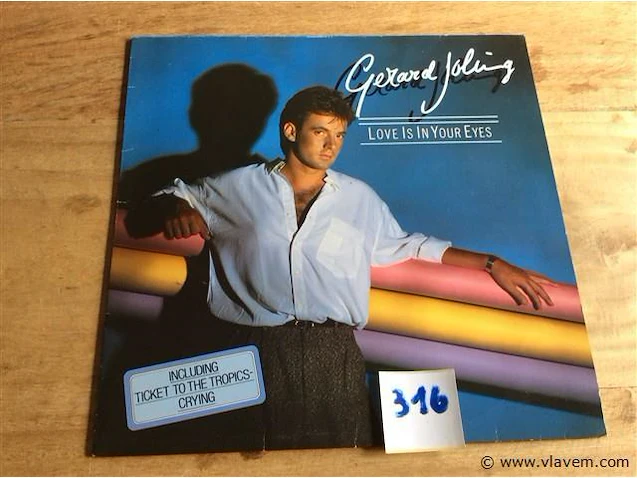 Gerard Joling
LOVE IS IN YOUR EYES
INCLUDING
TICKET TO THE TROPICS-
CRYING
316
© www.vlavem.com